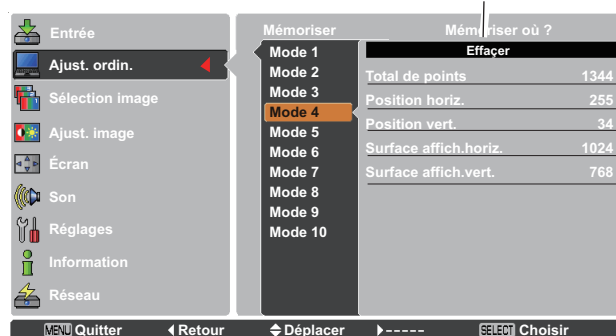 Entrée
Ajust. ordin.
Sélection image
Ajust. image
Écran
Son
Réglages
Information
Réseau
Mémoriser
Mode 1
Mode 2
Mode 3
Mode 4
Mode 5
Mode 6
Mode 7
Mode 8
Mode 9
Mode 10
Mémoriser où ?
Effaçer
Total de points 1344
Position horiz. 255
Position vert. 34
Surface affich.horiz. 1024
Surface affich.vert. 768
MENU Quitter Retour Déplacer ----- SELECT Choisir